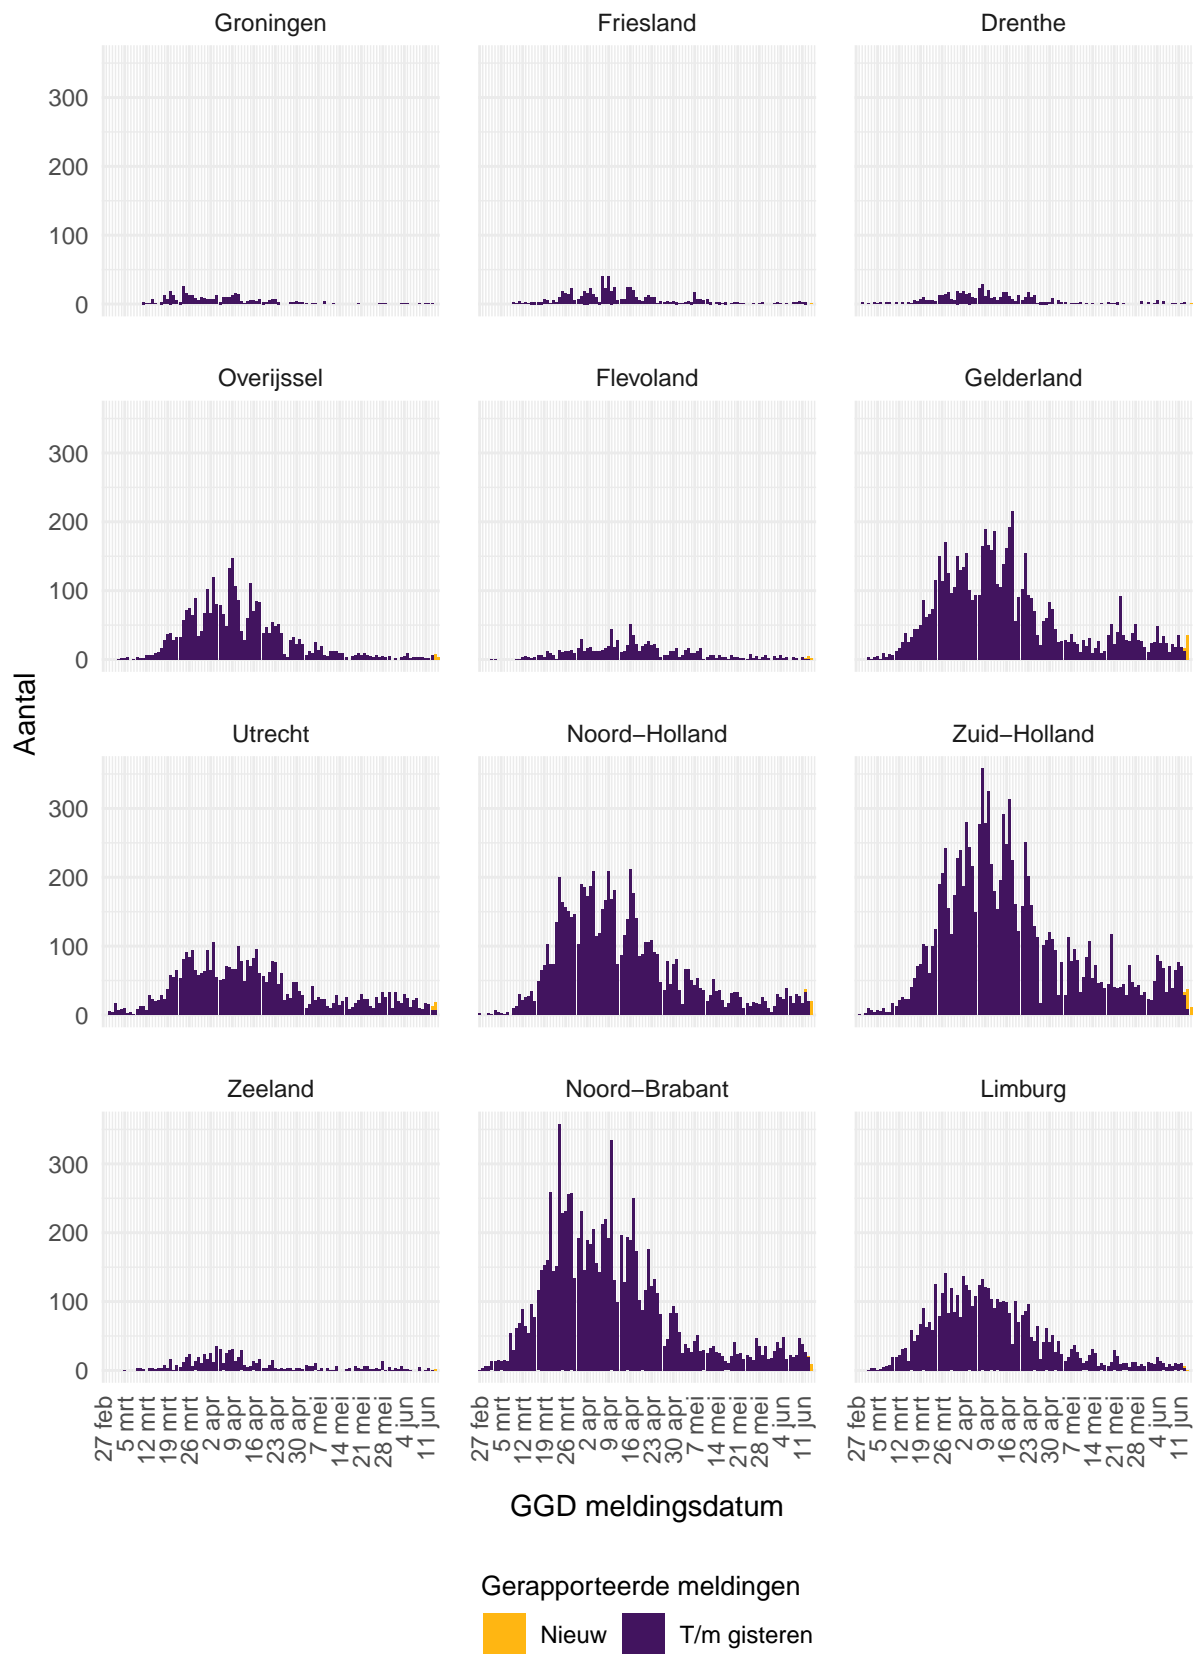 Groningen Friesland Drenthe
300
200
100
0
Overijssel Flevoland Gelderland
300
200
100
0
Aantal
Utrecht Noord−Holland Zuid−Holland
300
200
100
0
Zeeland Noord−Brabant Limburg
300
200
100
0
27 feb 5 mrt 12 mrt 19 mrt 26 mrt 2 apr 9 apr 16 apr 23 apr 30 apr 7 mei 14 mei 21 mei 28 mei 4 jun 11 jun
27 feb 5 mrt 12 mrt 19 mrt 26 mrt 2 apr 9 apr 16 apr 23 apr 30 apr 7 mei 14 mei 21 mei 28 mei 4 jun 11 jun
27 feb 5 mrt 12 mrt 19 mrt 26 mrt 2 apr 9 apr 16 apr 23 apr 30 apr 7 mei 14 mei 21 mei 28 mei 4 jun 11 jun
GGD meldingsdatum
Gerapporteerde meldingen
Nieuw T/m gisteren